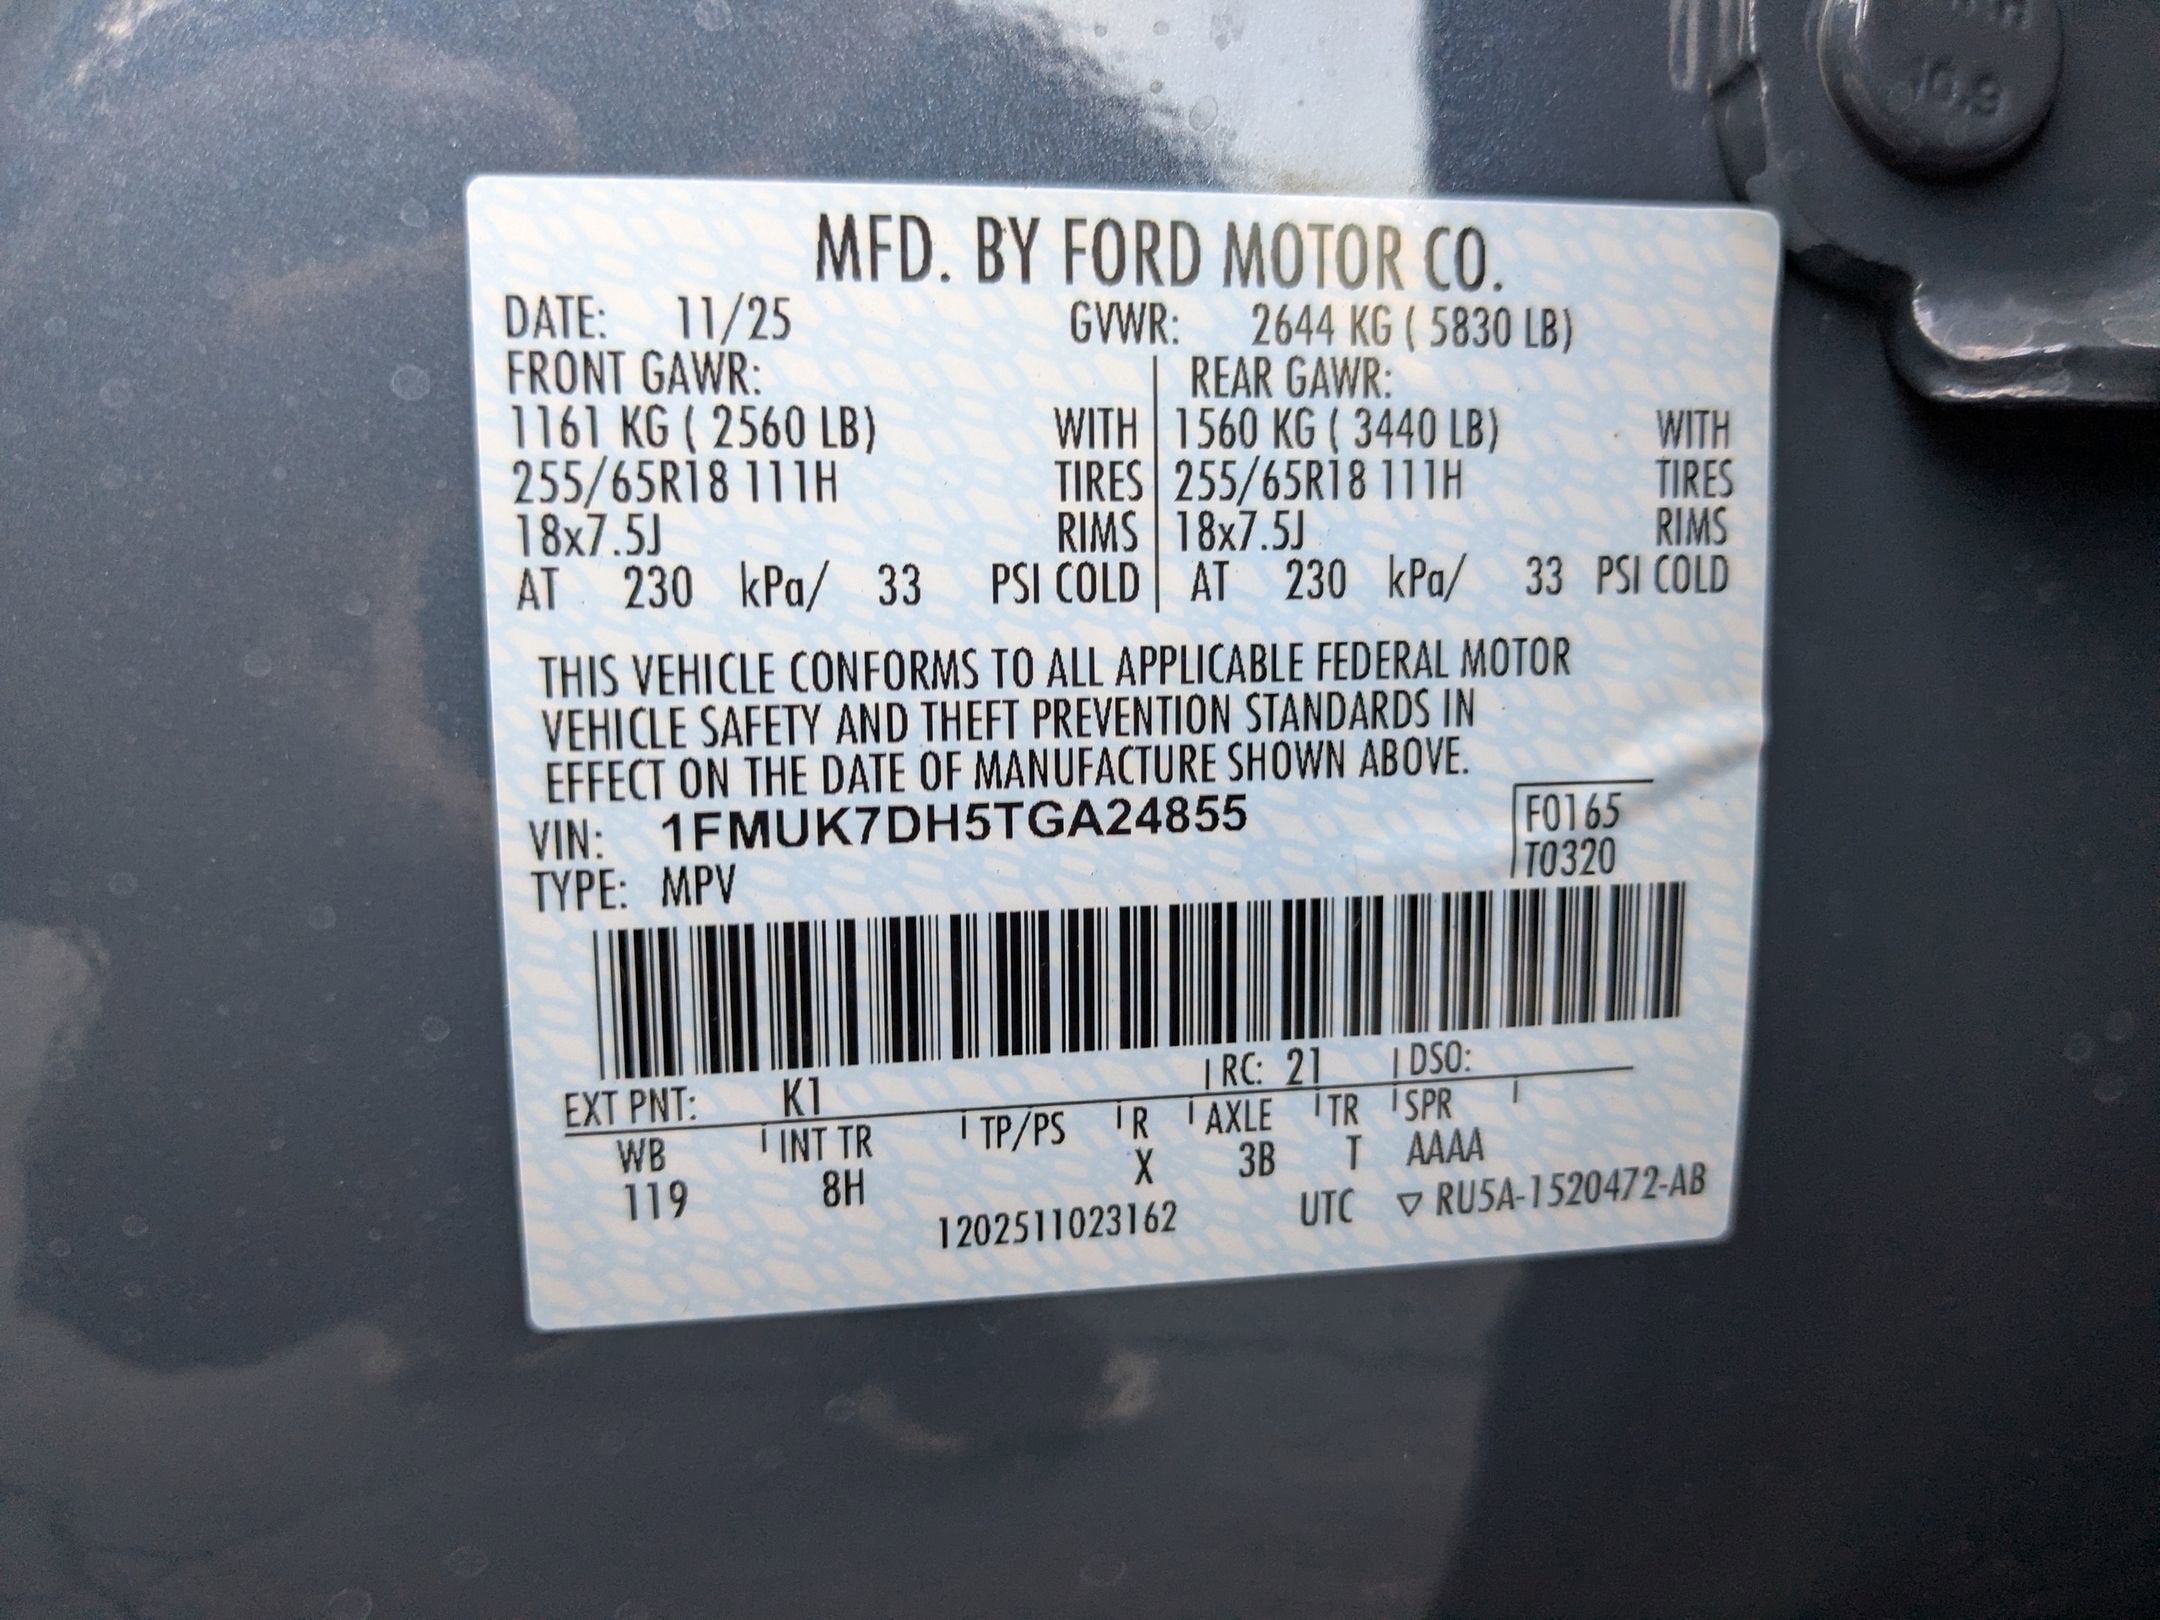 10.9
MFD. BY FORD MOTOR CO.
DATE: 11/25 GVWR: 2644 KG ( 5830 LB)
FRONT GAWR: REAR GAWR:
1161 KG ( 2560 LB) WITH 1560 KG ( 3440 LB) WITH
255/65R18 111H TIRES 255/65R18 111H TIRES
18x7.5J RIMS 18x7.5J RIMS
AT 230 kPa/ 33 PSI COLD AT 230 kPa/ 33 PSI COLD
THIS VEHICLE CONFORMS TO ALL APPLICABLE FEDERAL MOTOR
VEHICLE SAFETY AND THEFT PREVENTION STANDARDS IN
EFFECT ON THE DATE OF MANUFACTURE SHOWN ABOVE.
VIN: 1FMUK7DH5TGA24855 F0165
TYPE: MPV T0320
EXT PNT: K1 RC: 21 DSO:
WB INT TR TP/PS R AXLE TR SPR
119 8H X 3B T AAAA
1202511023162 UTC ▽ RU5A-1520472-AB